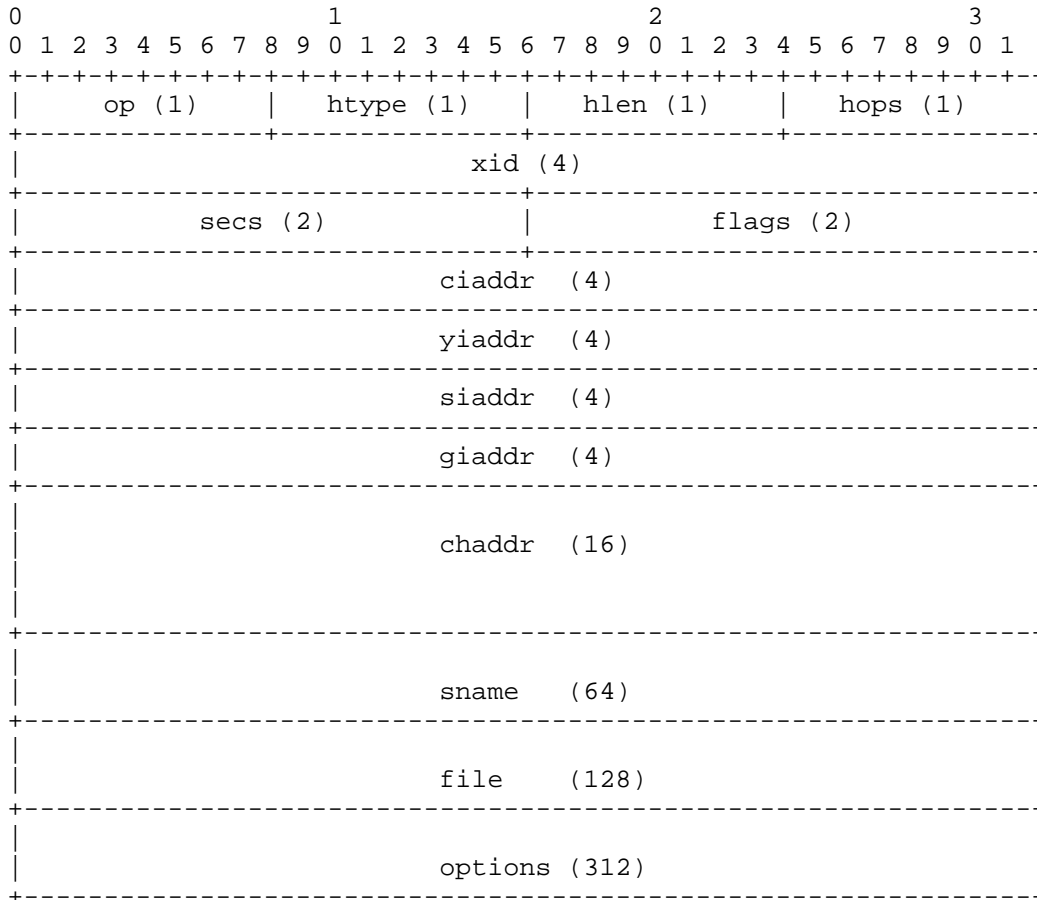 0                   1                   2                   3
0 1 2 3 4 5 6 7 8 9 0 1 2 3 4 5 6 7 8 9 0 1 2 3 4 5 6 7 8 9 0 1
op (1) htype (1) hlen (1) hops (1)
xid (4)
secs (2) flags (2)
ciaddr (4)
yiaddr (4)
siaddr (4)
giaddr (4)
chaddr (16)
sname (64)
file (128)
options (312)